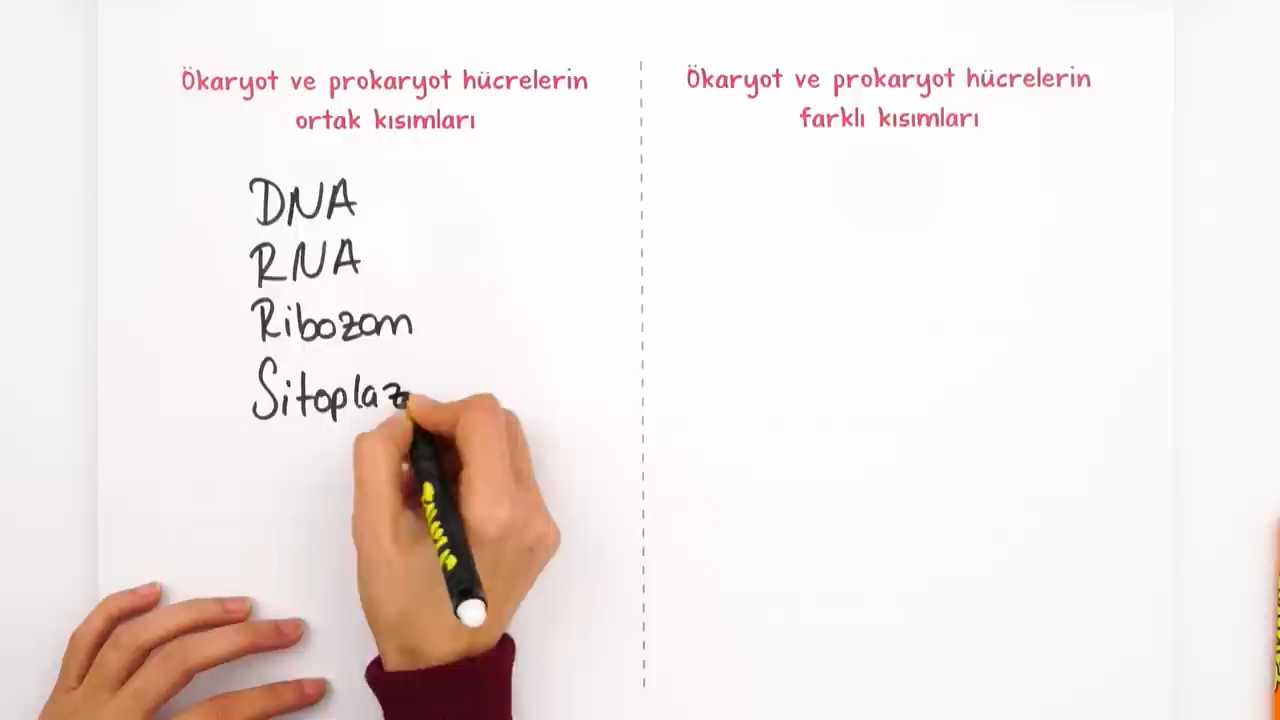 Ökaryot ve prokaryot hücrelerin
ortak kısımları
DNA
RNA
Ribozom
Sitoplaz
Ökaryot ve prokaryot hücrelerin
farklı kısımları